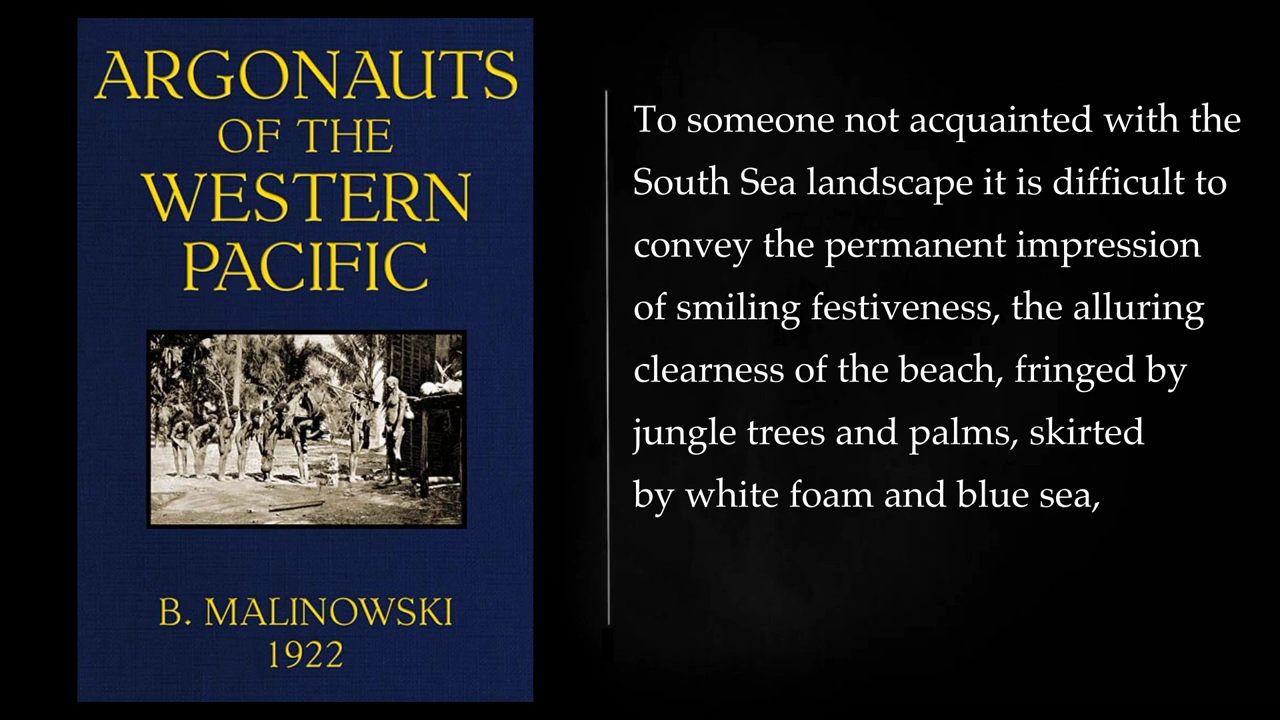 ARGONAUTS
OF THE
WESTERN
PACIFIC
B. MALINOWSKI
1922
To someone not acquainted with the
South Sea landscape it is difficult to
convey the permanent impression
of smiling festiveness, the alluring
clearness of the beach, fringed by
jungle trees and palms, skirted
by white foam and blue sea,